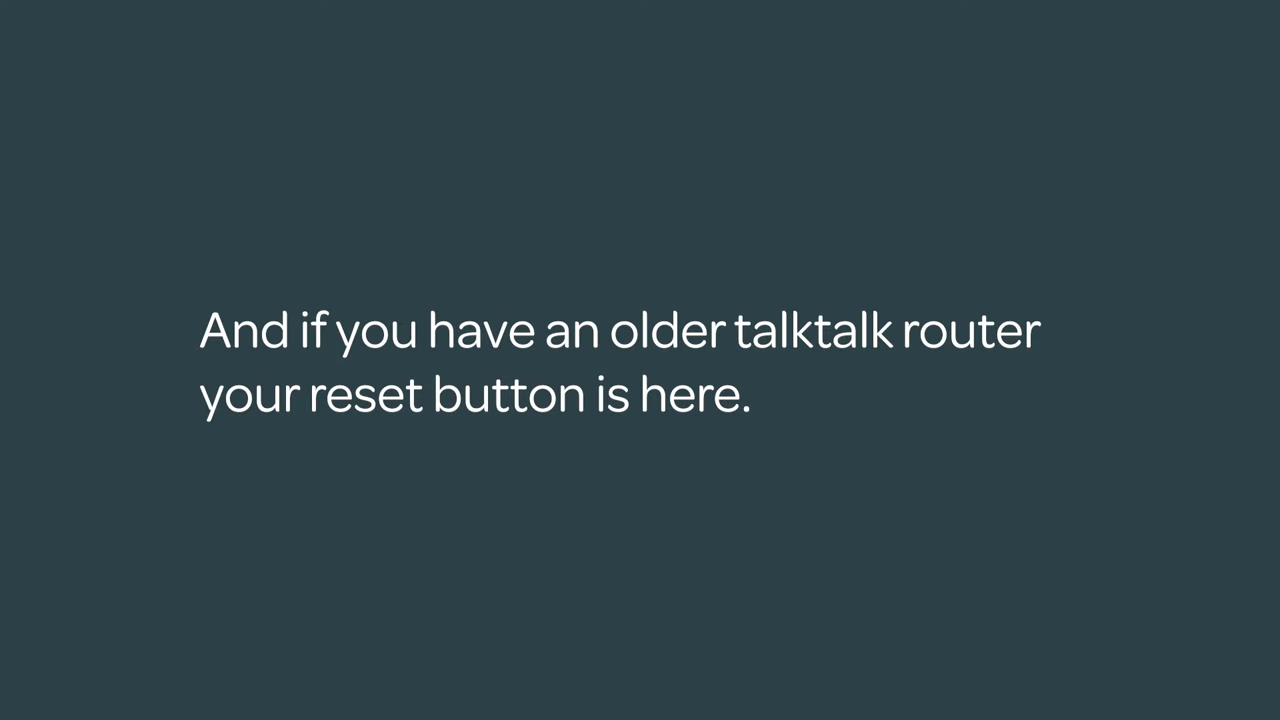 And if you have an older talktalk router
your reset button is here.